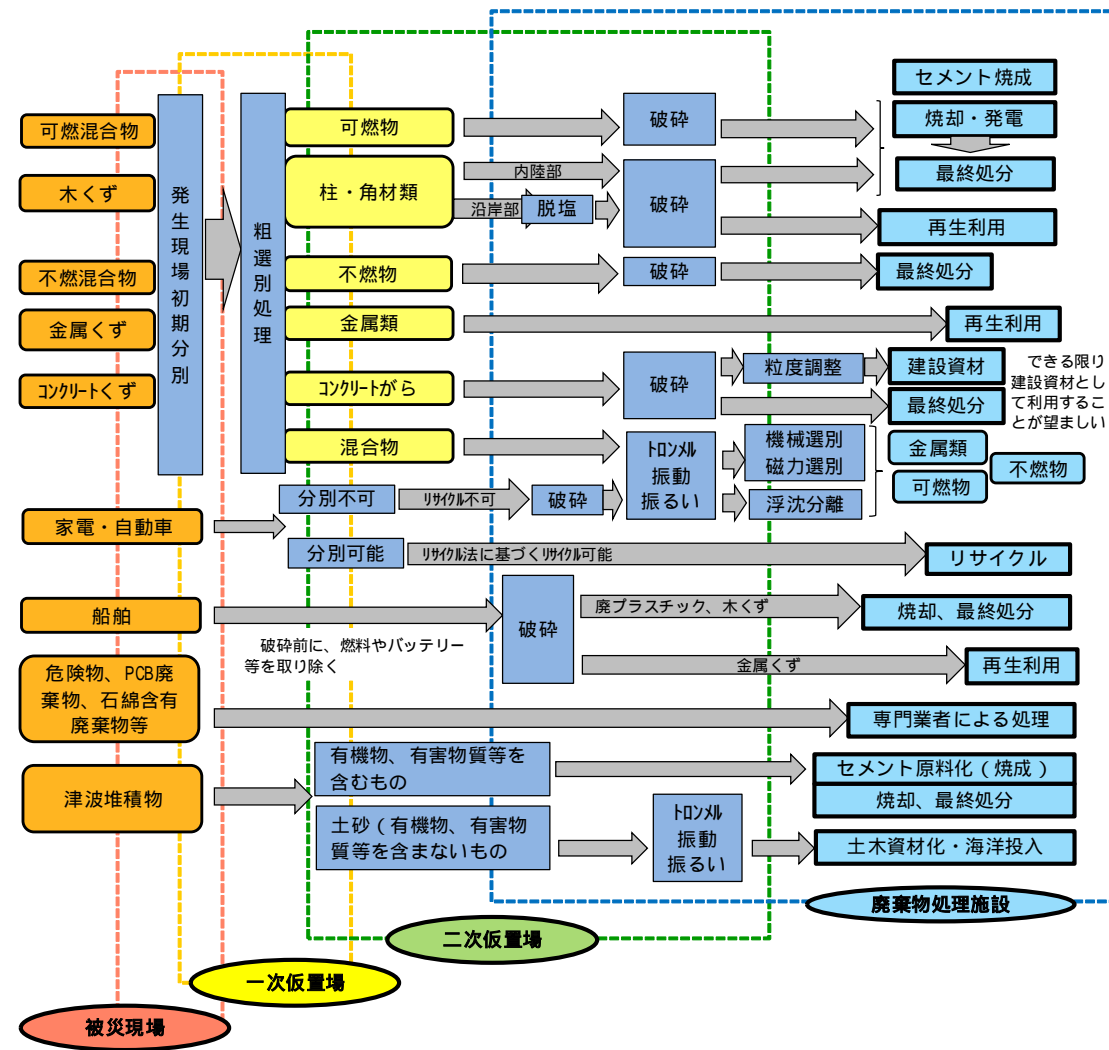 可燃混合物
木くず
不燃混合物
金属くず
コンクリートくず
家電・自動車
船舶
危険物、PCB廃
棄物、石綿含有
廃棄物等
津波堆積物
発生現場初期分別
粗選別処理
可燃物
柱・角材類
不燃物
金属類
コンクリートがら
混合物
破砕
内陸部
沿岸部
脱塩
破砕
破砕
セメント焼成
焼却・発電
最終処分
再生利用
最終処分
再生利用
破砕
粒度調整
建設資材
最終処分
できる限り
建設資材とし
て利用するこ
とが望ましい
トロンメル
振動
振るい
機械選別
磁力選別
浮沈分離
金属類
不燃物
可燃物
分別不可
リサイクル不可
破砕
分別可能
リサイクル法に基づくリサイクル可能
リサイクル
破砕前に、燃料やバッテリー
等を取り除く
破砕
廃プラスチック、木くず
焼却、最終処分
金属くず
再生利用
専門業者による処理
有機物、有害物質等を
含むもの
セメント原料化(焼成)
焼却、最終処分
土砂(有機物、有害物
質等を含まないもの
トロンメル
振動
振るい
土木資材化・海洋投入
廃棄物処理施設
二次仮置場
一次仮置場
被災現場